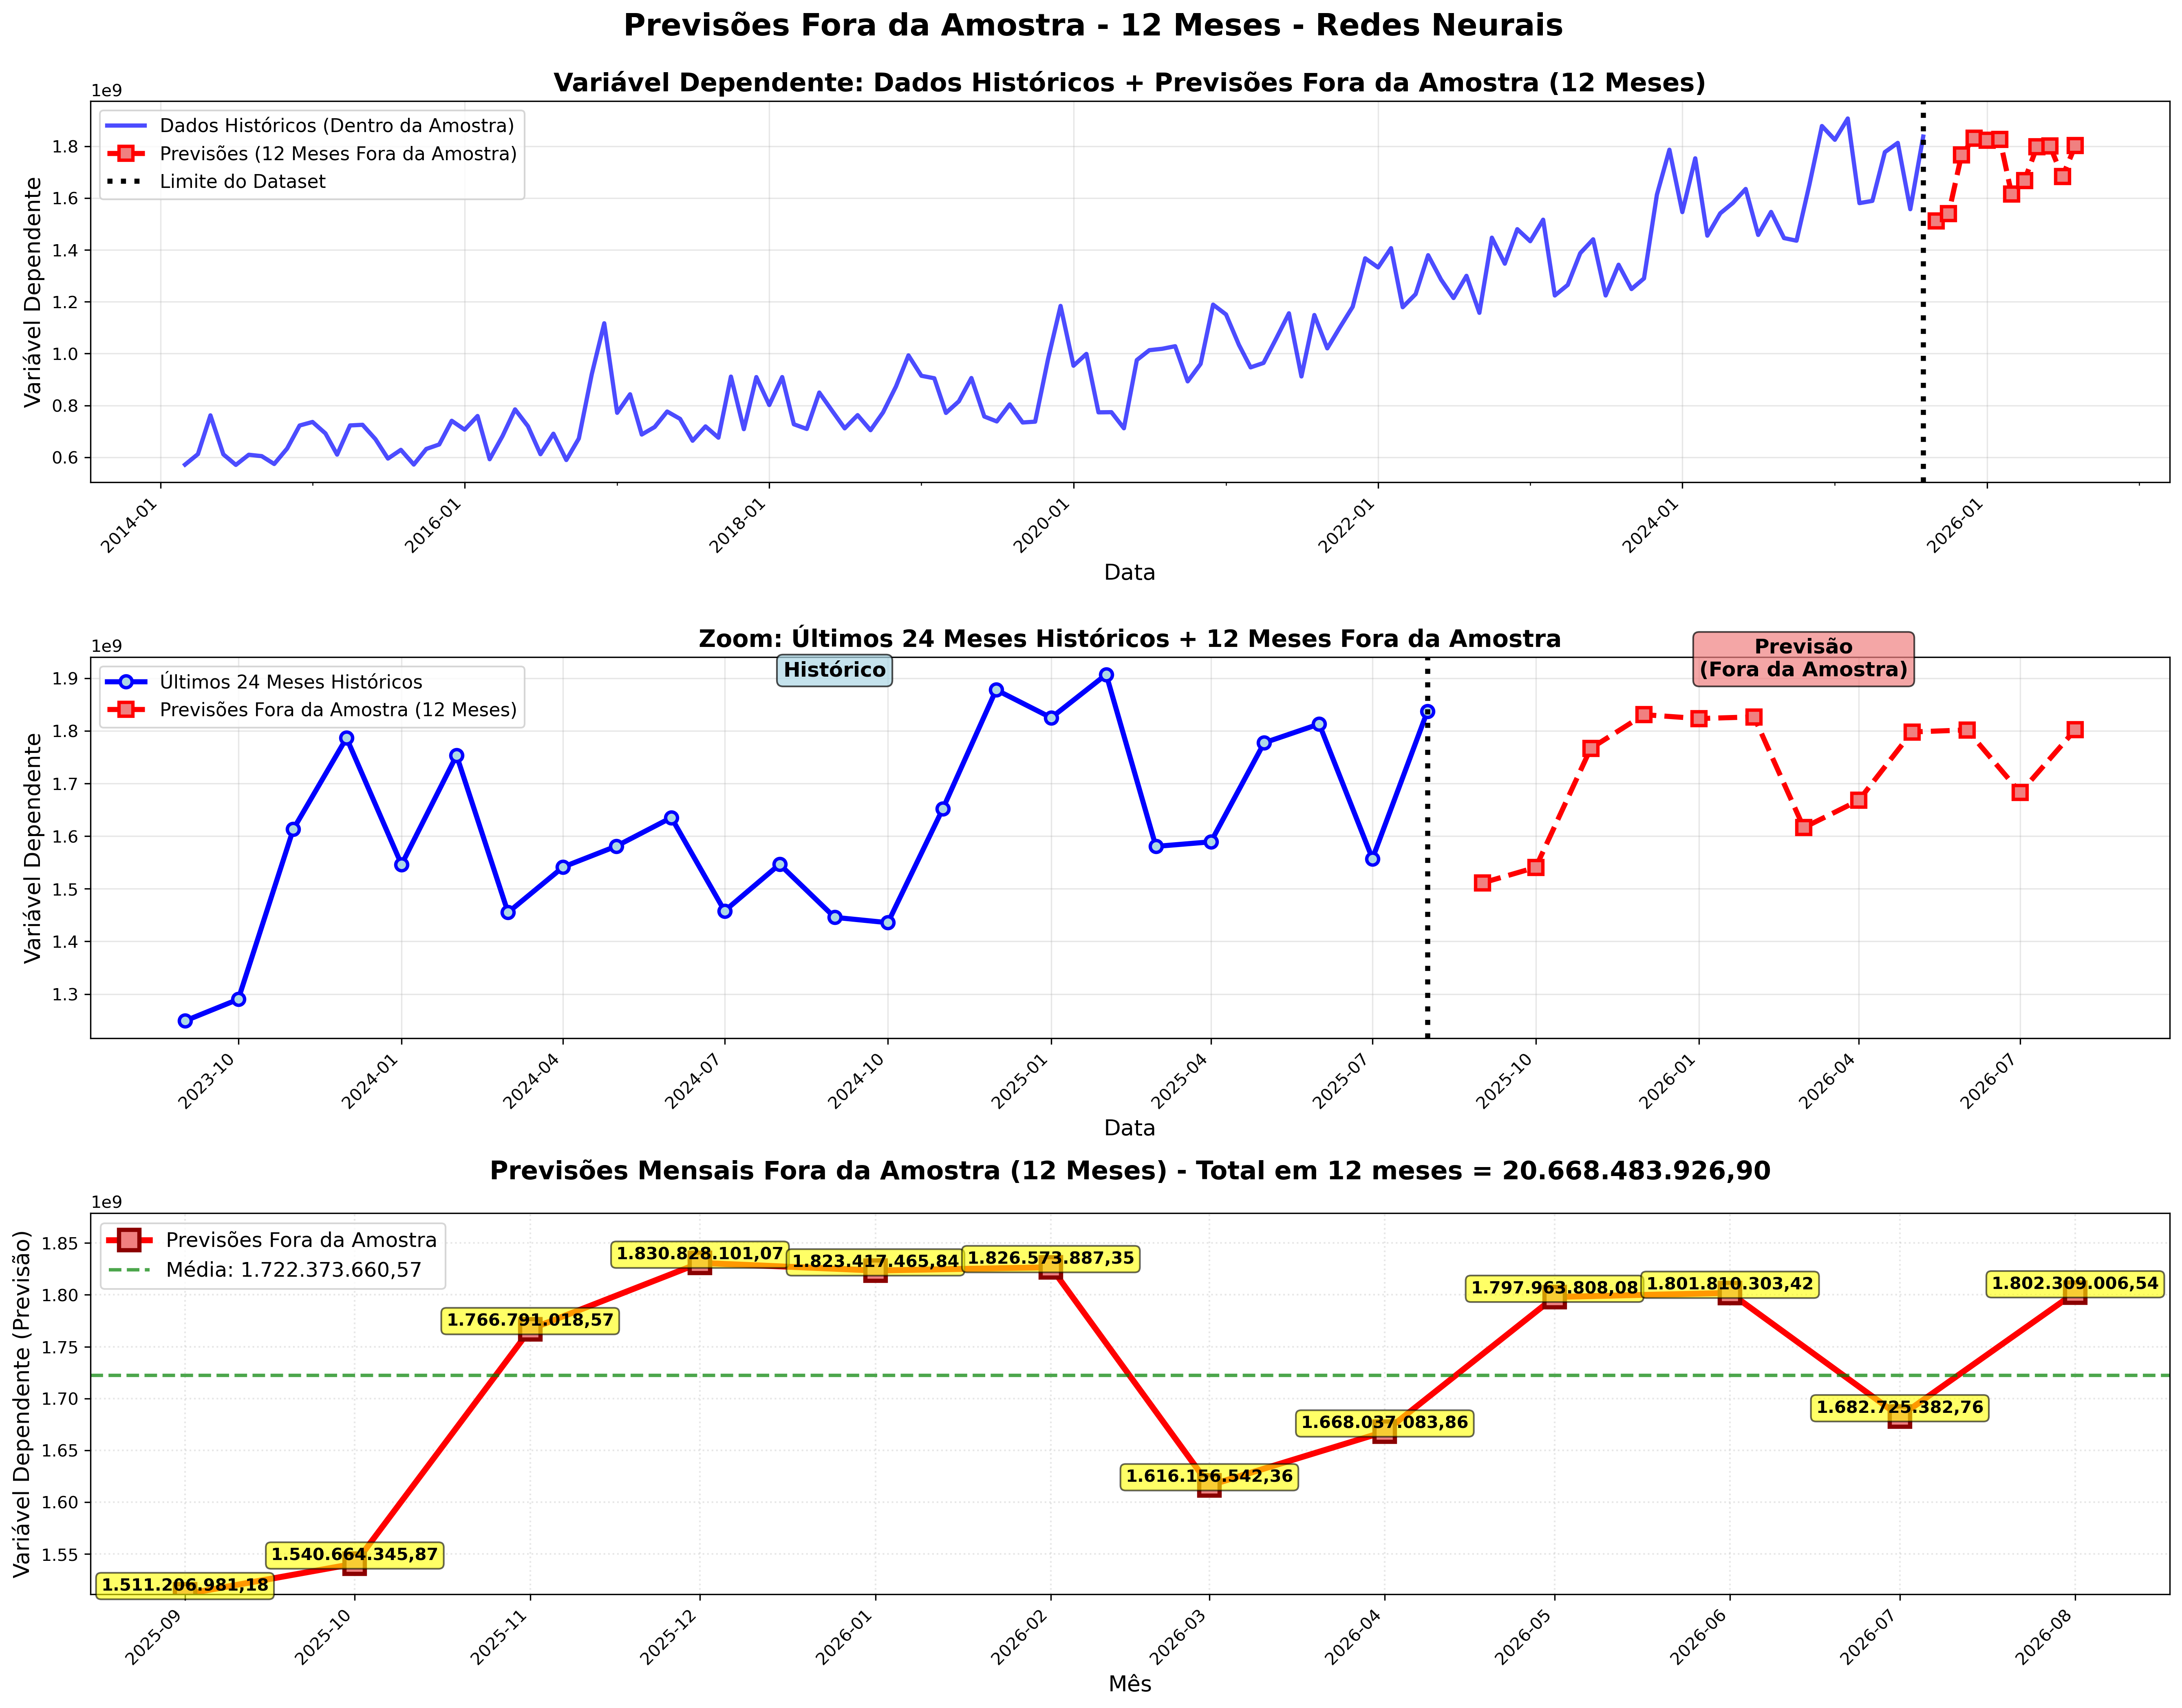 Previsões Fora da Amostra - 12 Meses - Redes Neurais
Variável Dependente: Dados Históricos + Previsões Fora da Amostra (12 Meses)
1e9
Dados Históricos (Dentro da Amostra)
Previsões (12 Meses Fora da Amostra)
Limite do Dataset
Variável Dependente
1.8
1.6
1.4
1.2
1.0
0.8
0.6
2014-01
2016-01
2018-01
2020-01
2022-01
2024-01
2026-01
Data
Zoom: Últimos 24 Meses Históricos + 12 Meses Fora da Amostra
1e9
Últimos 24 Meses Históricos
Previsões Fora da Amostra (12 Meses)
Histórico
Previsão
(Fora da Amostra)
Variável Dependente
1.9
1.8
1.7
1.6
1.5
1.4
1.3
2023-10
2024-01
2024-04
2024-07
2024-10
2025-01
2025-04
2025-07
2025-10
2026-01
2026-04
2026-07
Data
Previsões Mensais Fora da Amostra (12 Meses) - Total em 12 meses = 20.668.483.926,90
1e9
Previsões Fora da Amostra
Média: 1.722.373.660,57
Variável Dependente (Previsão)
1.85
1.80
1.75
1.70
1.65
1.60
1.55
1.511.206.981,18
1.540.664.345,87
1.766.791.018,57
1.830.828.101,07
1.823.417.465,84
1.826.573.887,35
1.616.156.542,36
1.668.037.083,86
1.797.963.808,08
1.801.810.303,42
1.682.725.382,76
1.802.309.006,54
2025-09
2025-10
2025-11
2025-12
2026-01
2026-02
2026-03
2026-04
2026-05
2026-06
2026-07
2026-08
Mês